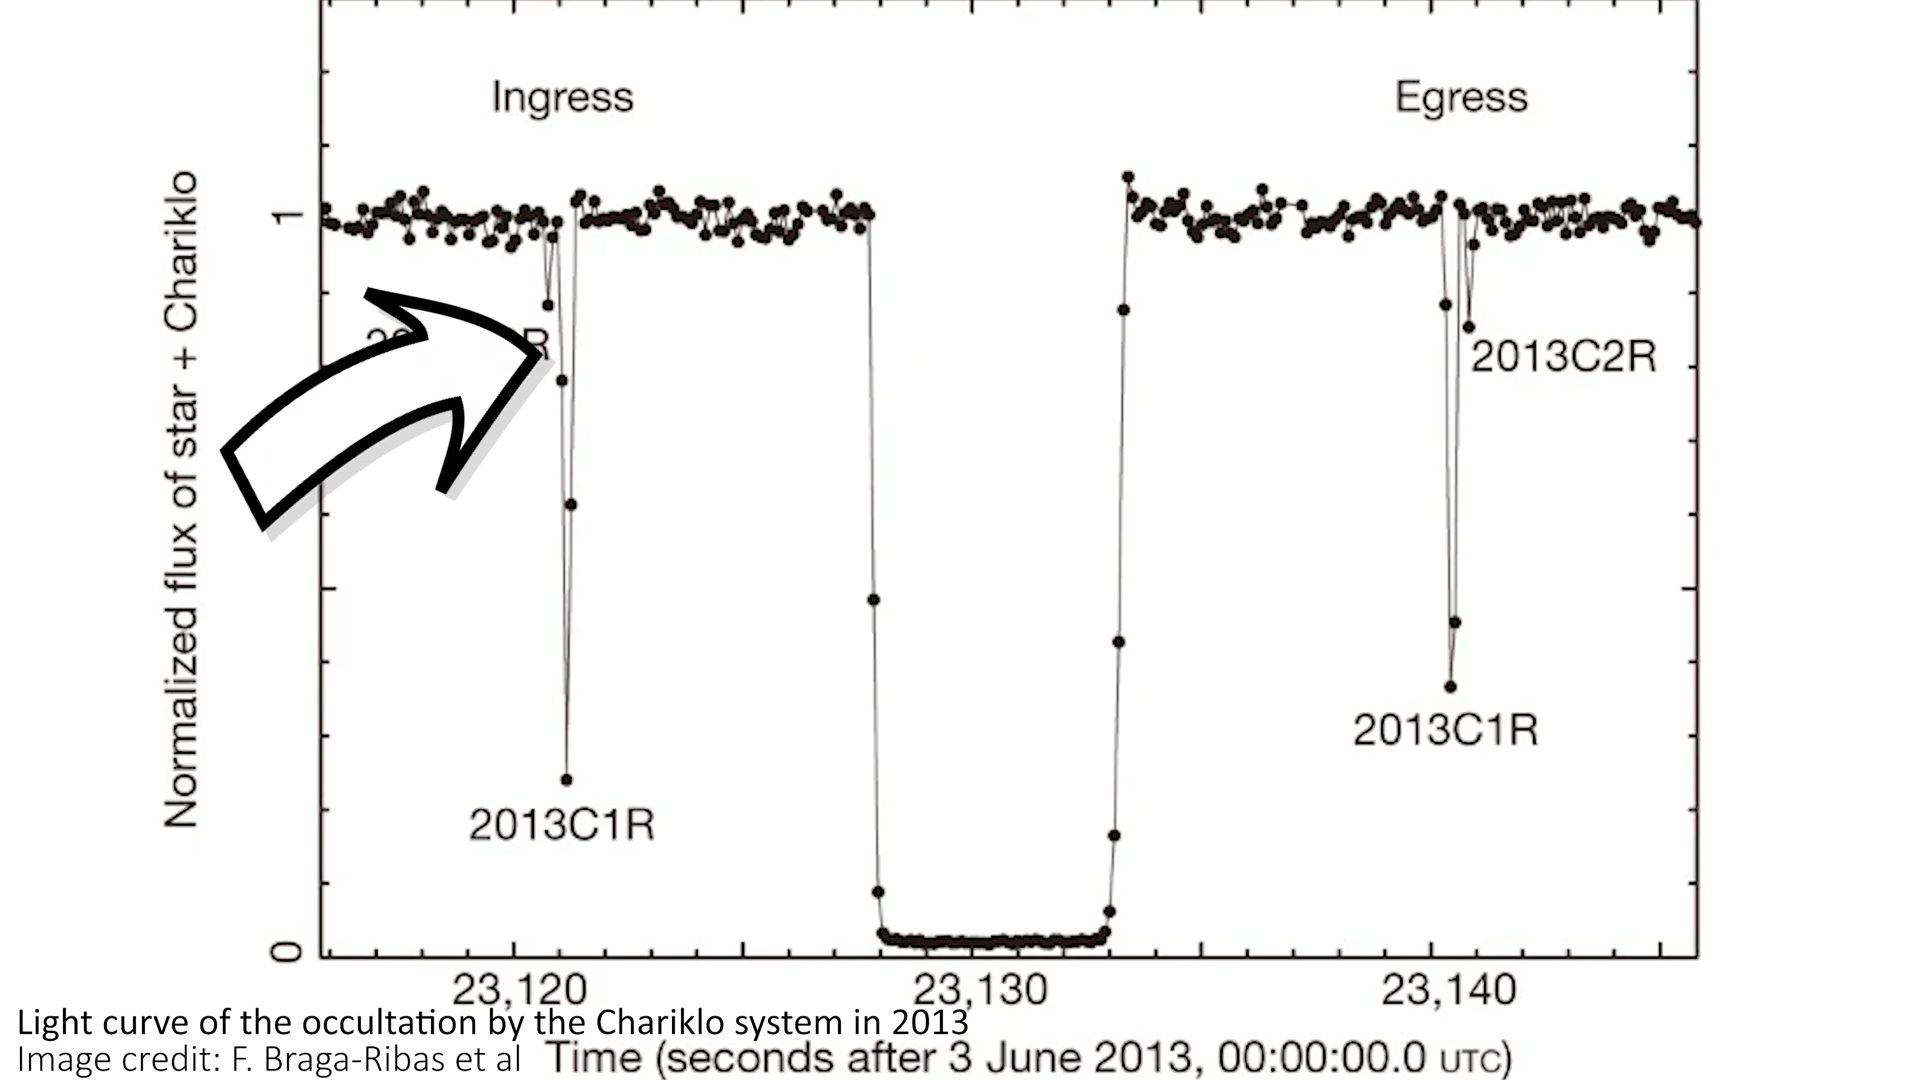 Ingress
Egress
Normalized flux of star + Chariklo
1
2013C2R
2013C1R
2013C1R
0
23,120
23,130
23,140
Light curve of the occultation by the Chariklo system in 2013
Image credit: F. Braga-Ribas et al
Time (seconds after 3 June 2013, 00:00:00.0 UTC)